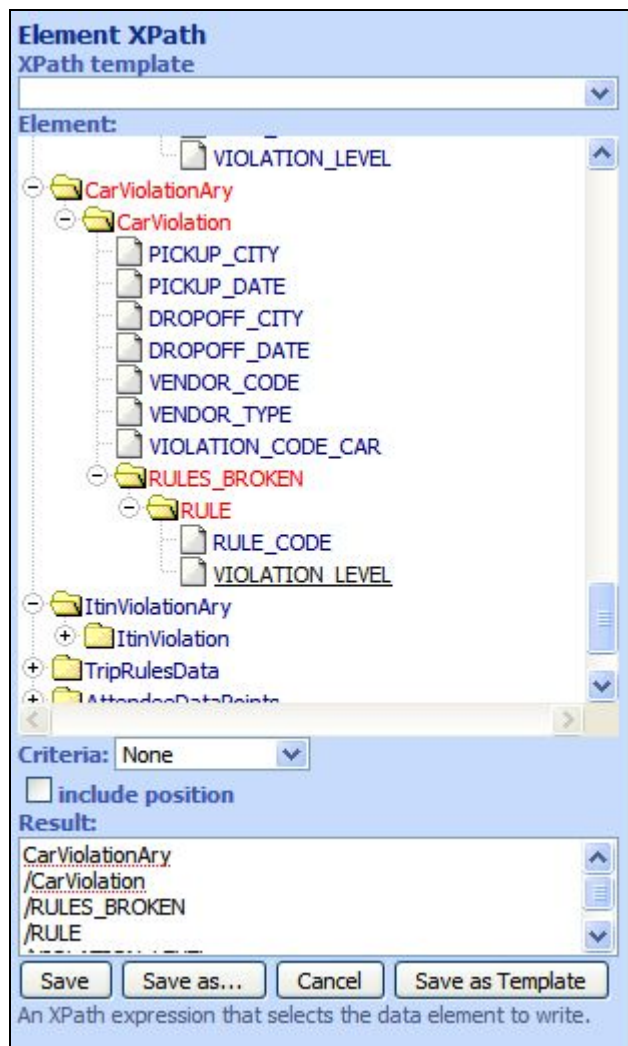 Element XPath
XPath template
Element:
VIOLATION_LEVEL
CarViolationAry
CarViolation
PICKUP_CITY
PICKUP_DATE
DROPOFF_CITY
DROPOFF_DATE
VENDOR_CODE
VENDOR_TYPE
VIOLATION_CODE_CAR
RULES_BROKEN
RULE
RULE_CODE
VIOLATION_LEVEL
ItinViolationAry
ItinViolation
TripRulesData
AttendeeDataPoints
Criteria: None
include position
Result:
CarViolationAry
/CarViolation
/RULES_BROKEN
/RULE
Save Save as... Cancel Save as Template
An XPath expression that selects the data element to write.